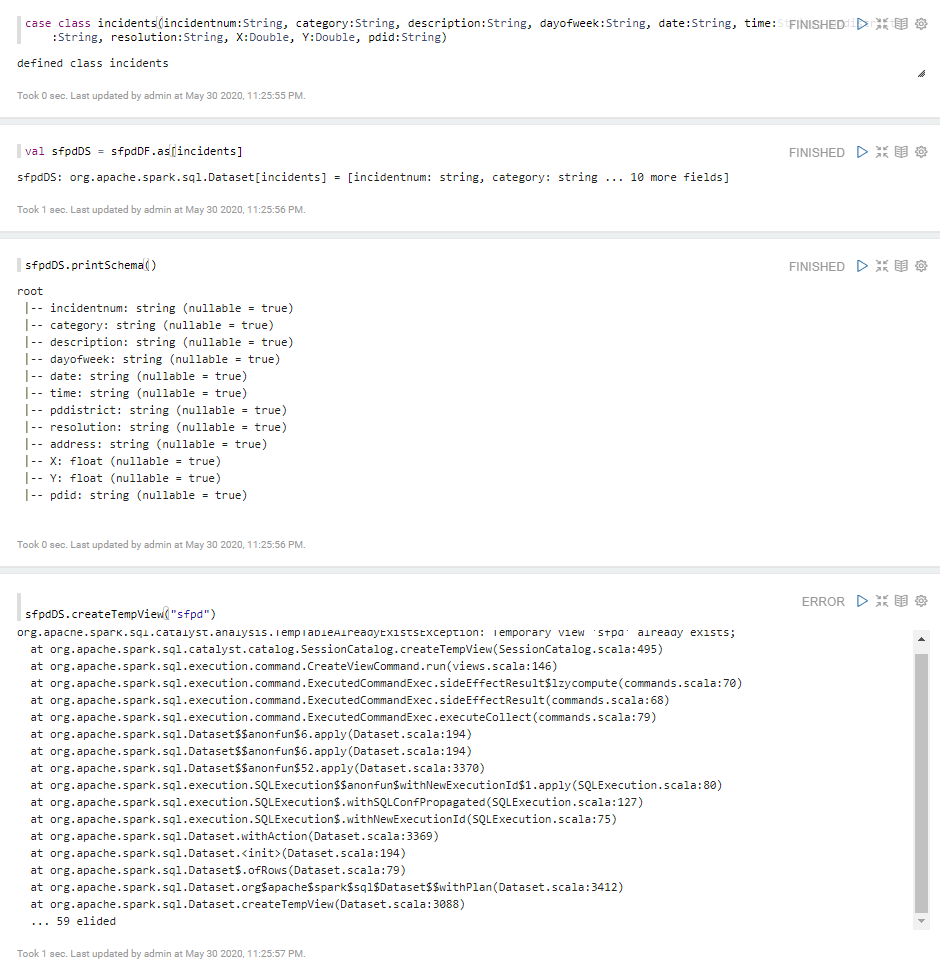 case class incidents(incidentnum:String, category:String, description:String, dayofweek:String, date:String, time:
FINISHED
:String, resolution:String, X:Double, Y:Double, pdid:String)
defined class incidents
Took 0 sec. Last updated by admin at May 30 2020, 11:25:55 PM.
val sfpdDS = sfpdDF.as[incidents]
FINISHED
sfpdDS: org.apache.spark.sql.Dataset[incidents] = [incidentnum: string, category: string ... 10 more fields]
Took 1 sec. Last updated by admin at May 30 2020, 11:25:56 PM.
sfpdDS.printSchema()
FINISHED
root
|-- incidentnum: string (nullable = true)
|-- category: string (nullable = true)
|-- description: string (nullable = true)
|-- dayofweek: string (nullable = true)
|-- date: string (nullable = true)
|-- time: string (nullable = true)
|-- pddistrict: string (nullable = true)
|-- resolution: string (nullable = true)
|-- address: string (nullable = true)
|-- X: float (nullable = true)
|-- Y: float (nullable = true)
|-- pdid: string (nullable = true)
Took 0 sec. Last updated by admin at May 30 2020, 11:25:56 PM.
ERROR
sfpdDS.createTempView("sfpd")
org.apache.spark.sql.catalyst.analysis.TempTableAlreadyExistsException: Temporary view 'sfpd' already exists;
at org.apache.spark.sql.catalyst.catalog.SessionCatalog.createTempView(SessionCatalog.scala:495)
at org.apache.spark.sql.execution.command.CreateViewCommand.run(views.scala:146)
at org.apache.spark.sql.execution.command.ExecutedCommandExec.sideEffectResult$lzycompute(commands.scala:70)
at org.apache.spark.sql.execution.command.ExecutedCommandExec.sideEffectResult(commands.scala:68)
at org.apache.spark.sql.execution.command.ExecutedCommandExec.executeCollect(commands.scala:79)
at org.apache.spark.sql.Dataset$$anonfun$6.apply(Dataset.scala:194)
at org.apache.spark.sql.Dataset$$anonfun$6.apply(Dataset.scala:194)
at org.apache.spark.sql.Dataset$$anonfun$52.apply(Dataset.scala:3370)
at org.apache.spark.sql.execution.SQLExecution$$anonfun$withNewExecutionId$1.apply(SQLExecution.scala:80)
at org.apache.spark.sql.execution.SQLExecution$.withSQLConfPropagated(SQLExecution.scala:127)
at org.apache.spark.sql.execution.SQLExecution$.withNewExecutionId(SQLExecution.scala:75)
at org.apache.spark.sql.Dataset.withAction(Dataset.scala:3369)
at org.apache.spark.sql.Dataset.<init>(Dataset.scala:194)
at org.apache.spark.sql.Dataset$.ofRows(Dataset.scala:79)
at org.apache.spark.sql.Dataset.org$apache$spark$sql$Dataset$$withPlan(Dataset.scala:3412)
at org.apache.spark.sql.Dataset.createTempView(Dataset.scala:3088)
... 59 elided
Took 1 sec. Last updated by admin at May 30 2020, 11:25:57 PM.